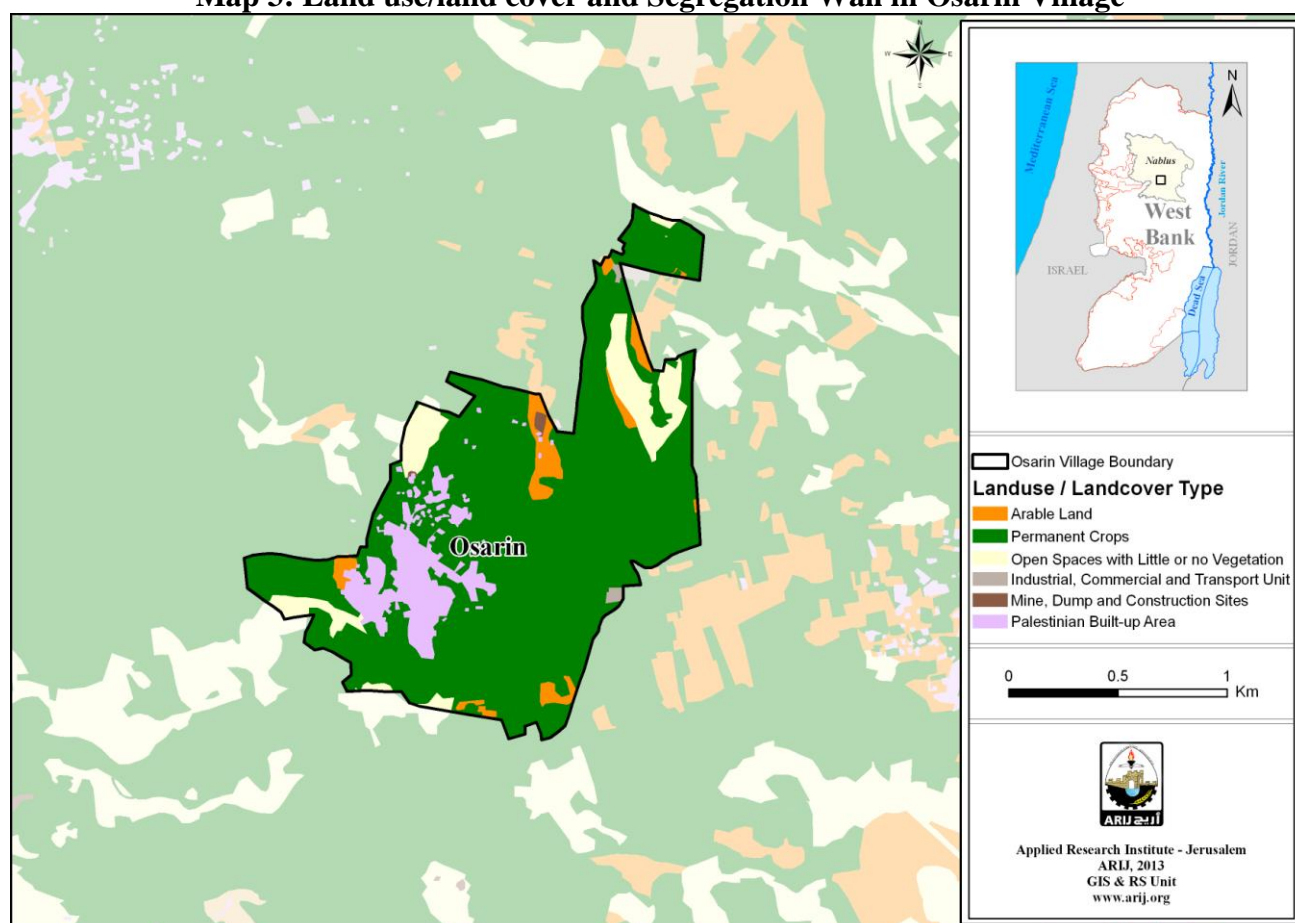 Map 3: Land use/land cover and Segregation Wall in Osarin Village
N
W
E
Osarin
N
Mediterranean Sea
Nablus
Jordan River
West
Bank
JORDAN
ISRAEL
Dead Sea
Osarin Village Boundary
Landuse / Landcover Type
Arable Land
Permanent Crops
Open Spaces with Little or no Vegetation
Industrial, Commercial and Transport Unit
Mine, Dump and Construction Sites
Palestinian Built-up Area
0 0.5 1
Km
ARIJ أريج
Applied Research Institute - Jerusalem
ARIJ, 2013
GIS & RS Unit
www.arij.org